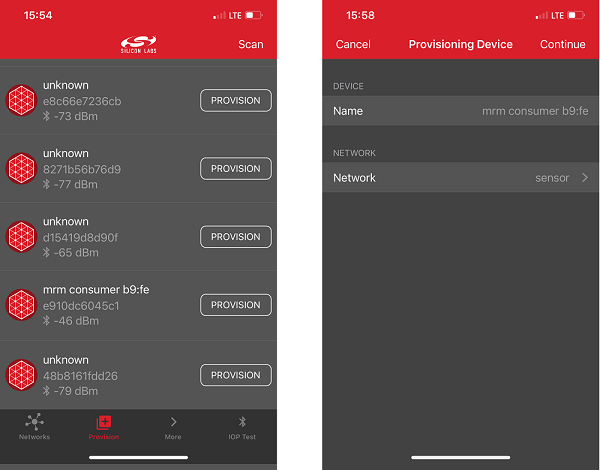 15:54
LTE
SILICON LABS
Scan
unknown
e8c66e7236cb
-73 dBm
PROVISION
unknown
8271b56b76d9
-77 dBm
PROVISION
unknown
d15419d8d90f
-65 dBm
PROVISION
mrm consumer b9:fe
e910dc6045c1
-46 dBm
PROVISION
unknown
48b8161fdd26
-79 dBm
PROVISION
Networks
Provision
More
IOP Test
15:58
LTE
Cancel
Provisioning Device
Continue
DEVICE
Name
mrm consumer b9:fe
NETWORK
Network
sensor